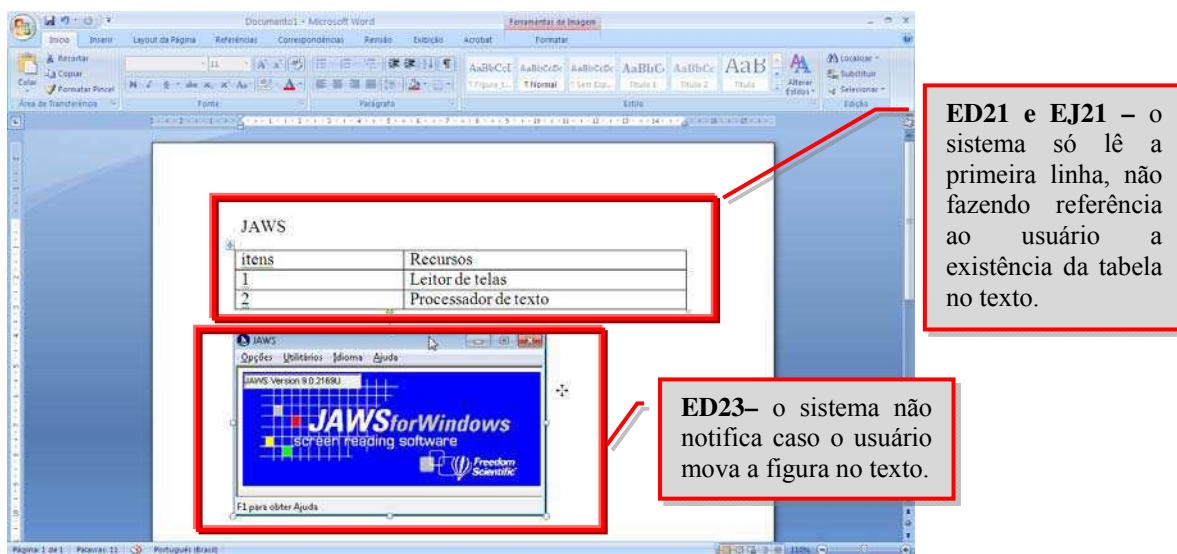 Documento1 - Microsoft Word
Ferramentas de Imagem
Início Inserir Layout da Página Referências Correspondências Revisão Exibição Acrobat Formatar
Recortar
Copiar
Formatar Pincel
Colar
11
N I S abc
AaBbCcI AaBbCcDc AaBbCcDc AaBbC AaBbCc AaB
¶ Normal
Título 1
Título 2
Título
Alterar
Estilos
Localizar
Substituir
Selecionar
Área de Transferência
Fonte
Parágrafo
Estilo
Edição
JAWS
itens Recursos
1 Leitor de telas
2 Processador de texto
JAWS
Opções Utilitários Idioma Ajuda
JAWS Version 9.0.2169U
JAWSforWindows
screen reading software
Freedom
Scientific
F1 para obter Ajuda
Página: 1 de 1 Palavras: 11 Português (Brasil) 110%
ED21 e EJ21 – o
sistema só lê a
primeira linha, não
fazendo referência
ao usuário a
existência da tabela
no texto.
ED23– o sistema não
notifica caso o usuário
mova a figura no texto.